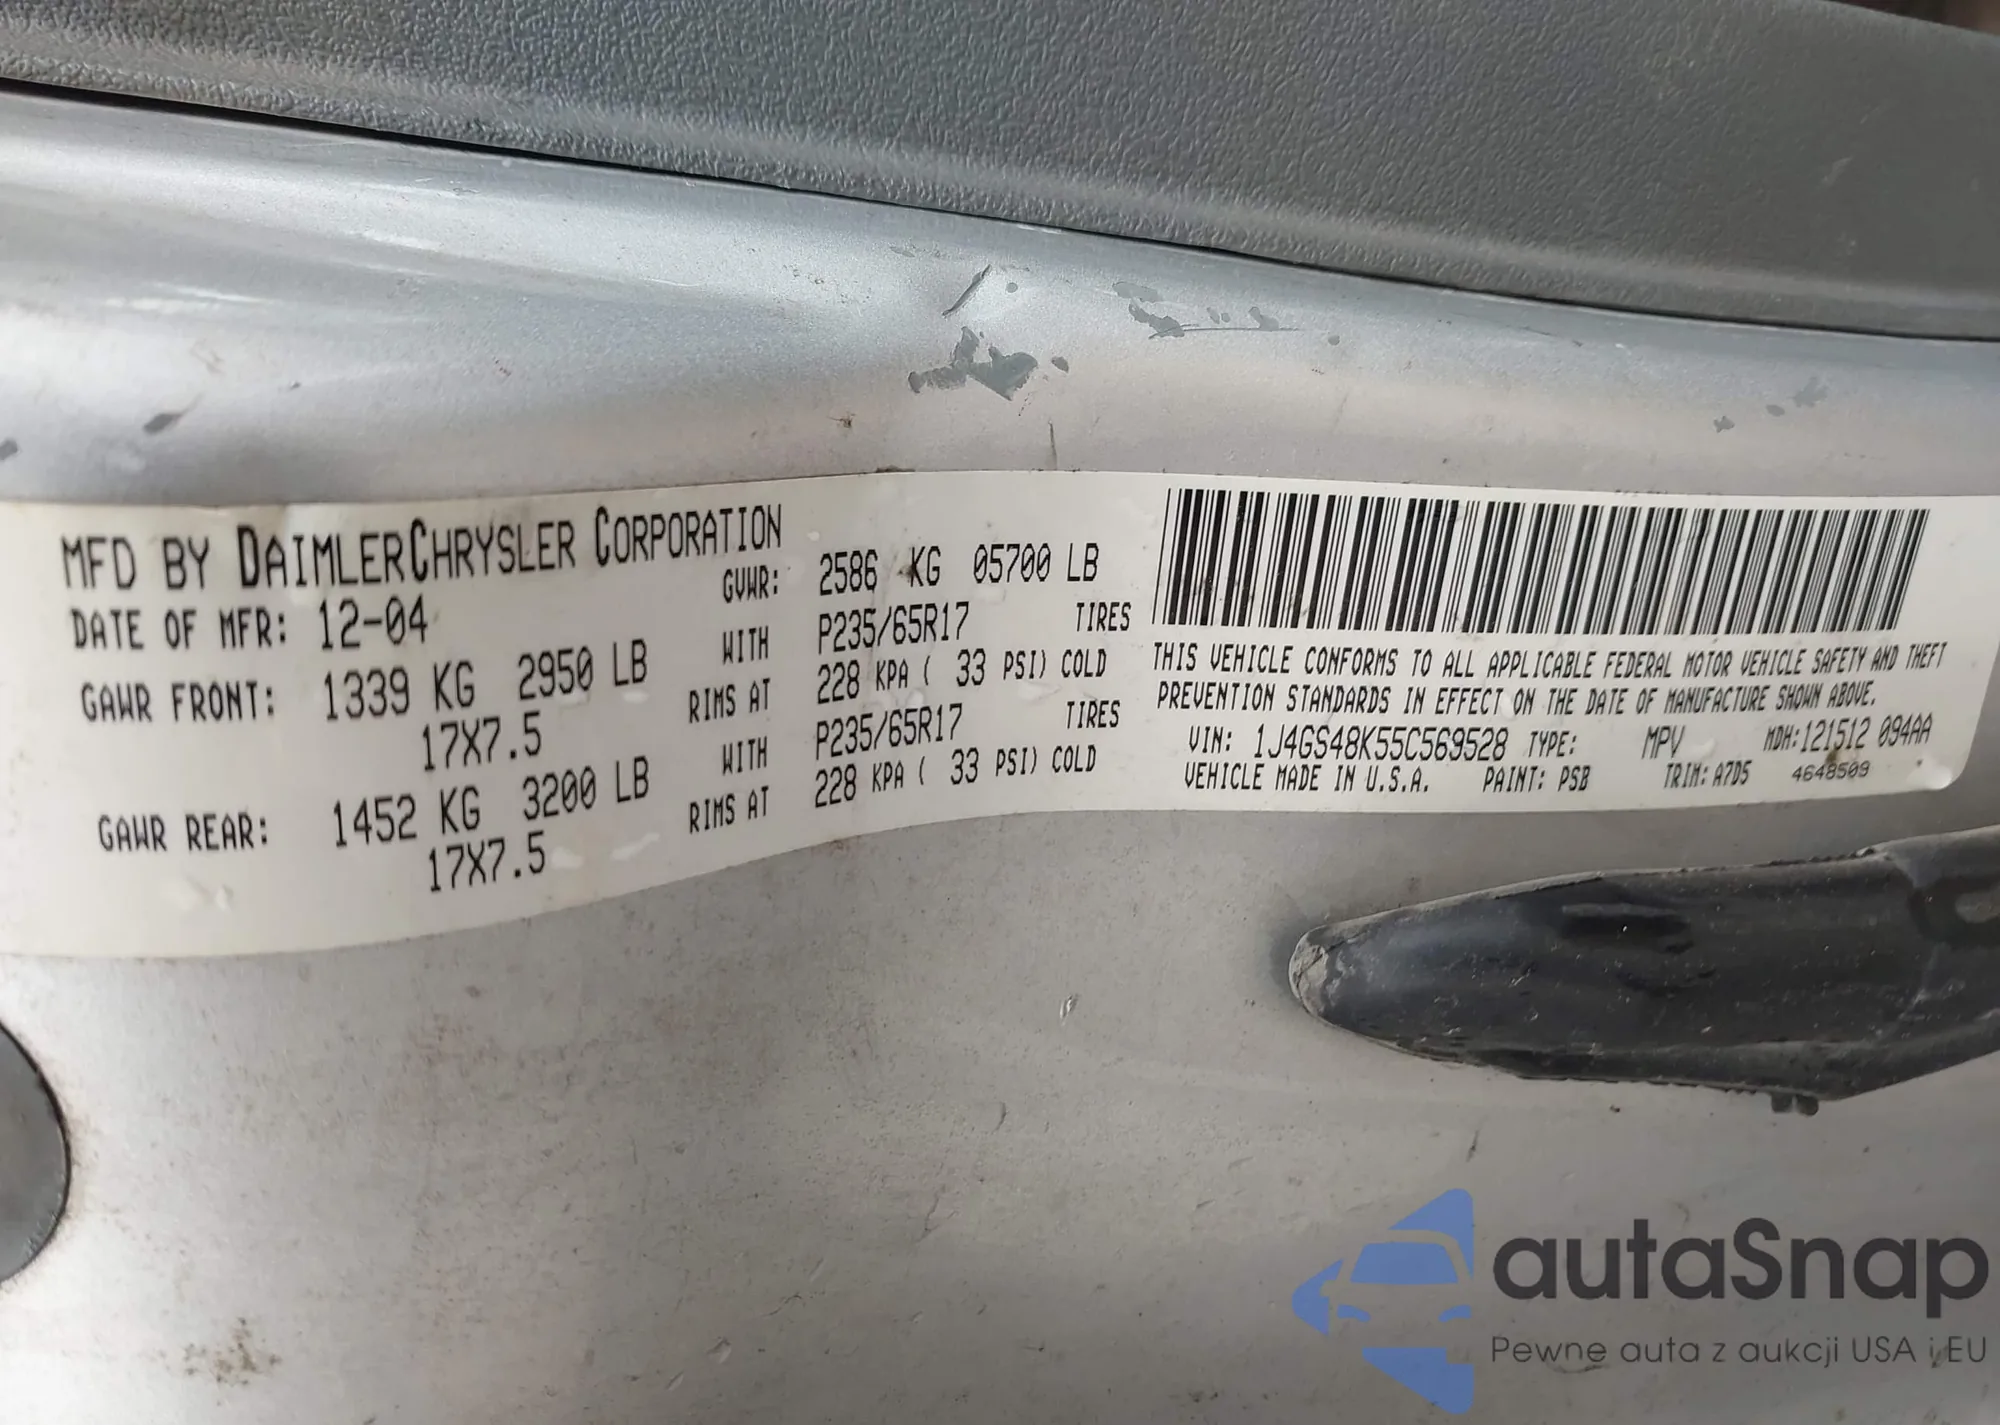 MFD BY DAIMLERCHRYSLER CORPORATION
DATE OF MFR: 12-04 GVWR: 2586 KG 05700 LB
GAWR FRONT: 1339 KG 2950 LB WITH P235/65R17 TIRES
17X7.5 RIMS AT 228 KPA ( 33 PSI) COLD
GAWR REAR: 1452 KG 3200 LB WITH P235/65R17 TIRES
17X7.5 RIMS AT 228 KPA ( 33 PSI) COLD
THIS VEHICLE CONFORMS TO ALL APPLICABLE FEDERAL MOTOR VEHICLE SAFETY AND THEFT
PREVENTION STANDARDS IN EFFECT ON THE DATE OF MANUFACTURE SHOWN ABOVE.
VIN: 1J4GS48K55C569528 TYPE: MPV MDH:121512 094AA
VEHICLE MADE IN U.S.A. PAINT: PSB TRIM: A7D5 4648509
autaSnap
Pewne auta z aukcji USA i EU